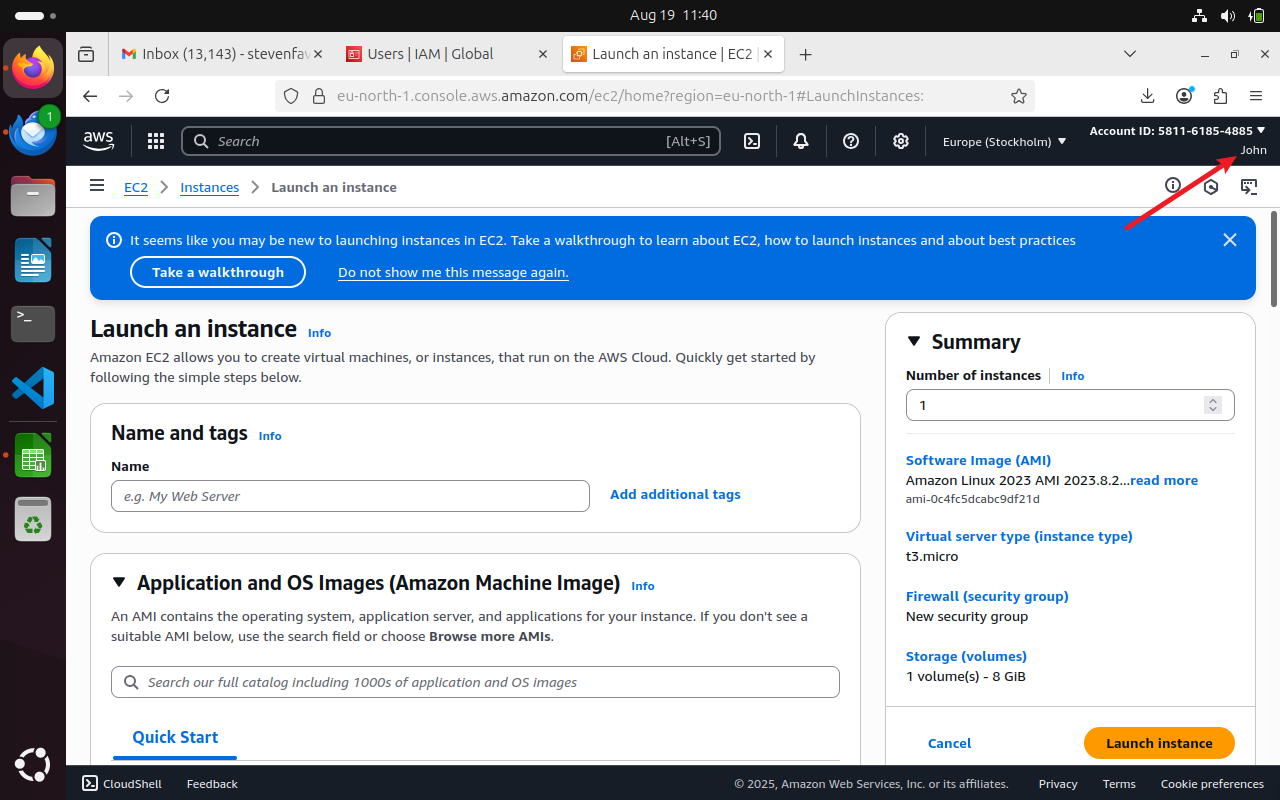 Aug 19 11:40
Inbox (13,143) - stevenfav
Users | IAM | Global
Launch an instance | EC2
1
eu-north-1.console.aws.amazon.com/ec2/home?region=eu-north-1#LaunchInstances:
aws
Search
[Alt+S]
Europe (Stockholm)
Account ID: 5811-6185-4885
John
EC2
Instances
Launch an instance
It seems like you may be new to launching instances in EC2. Take a walkthrough to learn about EC2, how to launch instances and about best practices
Take a walkthrough
Do not show me this message again.
Launch an instance Info
Amazon EC2 allows you to create virtual machines, or instances, that run on the AWS Cloud. Quickly get started by
following the simple steps below.
Name and tags Info
Name
e.g. My Web Server
Add additional tags
Application and OS Images (Amazon Machine Image) Info
An AMI contains the operating system, application server, and applications for your instance. If you don't see a
suitable AMI below, use the search field or choose Browse more AMIs.
Search our full catalog including 1000s of application and OS images
Quick Start
Summary
Number of instances Info
1
Software Image (AMI)
Amazon Linux 2023 AMI 2023.8.2...read more
ami-0c4fc5dcabc9df21d
Virtual server type (instance type)
t3.micro
Firewall (security group)
New security group
Storage (volumes)
1 volume(s) - 8 GiB
Cancel
Launch instance
CloudShell
Feedback
© 2025, Amazon Web Services, Inc. or its affiliates.
Privacy
Terms
Cookie preferences